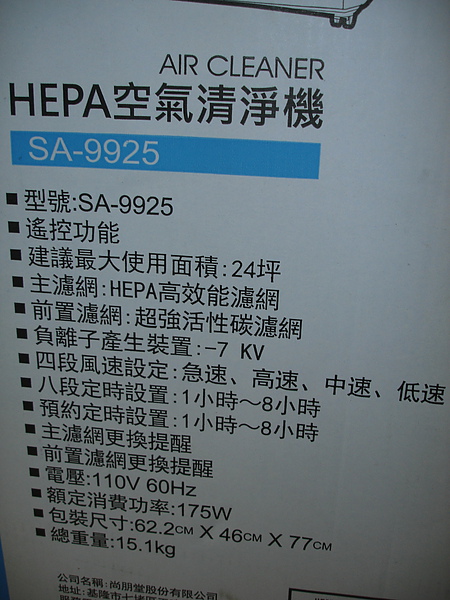 AIR CLEANER
HEPA空氣清淨機
SA-9925
■型號:SA-9925
■遙控功能
■建議最大使用面積:24坪
■主濾網:HEPA高效能濾網
■前置濾網:超強活性碳濾網
■負離子產生裝置:-7 KV
■四段風速設定:急速、高速、中速、低速
■八段定時設置:1小時～8小時
■預約定時設置:1小時～8小時
■主濾網更換提醒
■前置濾網更換提醒
■電壓:110V 60Hz
■額定消費功率:175W
■包裝尺寸:62.2CM X 46CM X 77CM
■總重量:15.1kg
公司名稱:尚朋堂股份有限公司
地址:基隆市七堵區